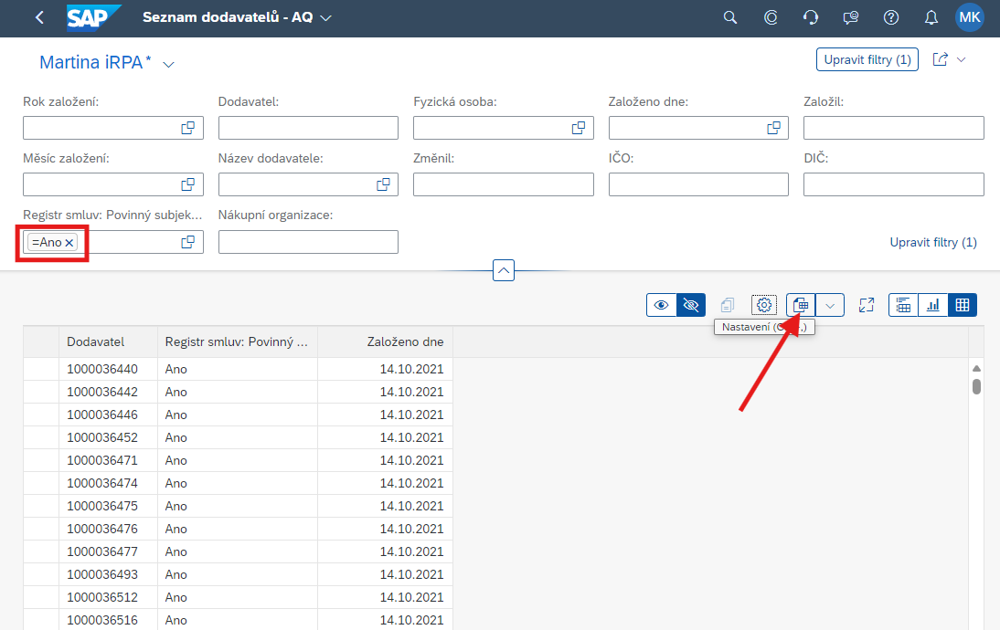 SAP Seznam dodavatelů - AQ MK
Martina iRPA* Upravit filtry (1)
Rok založení: Dodavatel: Fyzická osoba: Založeno dne: Založil:
Měsíc založení: Název dodavatele: Změnil: IČO: DIČ:
Registr smluv: Povinný subjek... Nákupní organizace:
=Ano Upravit filtry (1)
Nastavení
Dodavatel Registr smluv: Povinný ... Založeno dne
1000036440 Ano 14.10.2021
1000036442 Ano 14.10.2021
1000036446 Ano 14.10.2021
1000036452 Ano 14.10.2021
1000036471 Ano 14.10.2021
1000036474 Ano 14.10.2021
1000036475 Ano 14.10.2021
1000036476 Ano 14.10.2021
1000036477 Ano 14.10.2021
1000036493 Ano 14.10.2021
1000036512 Ano 14.10.2021
1000036516 Ano 14.10.2021